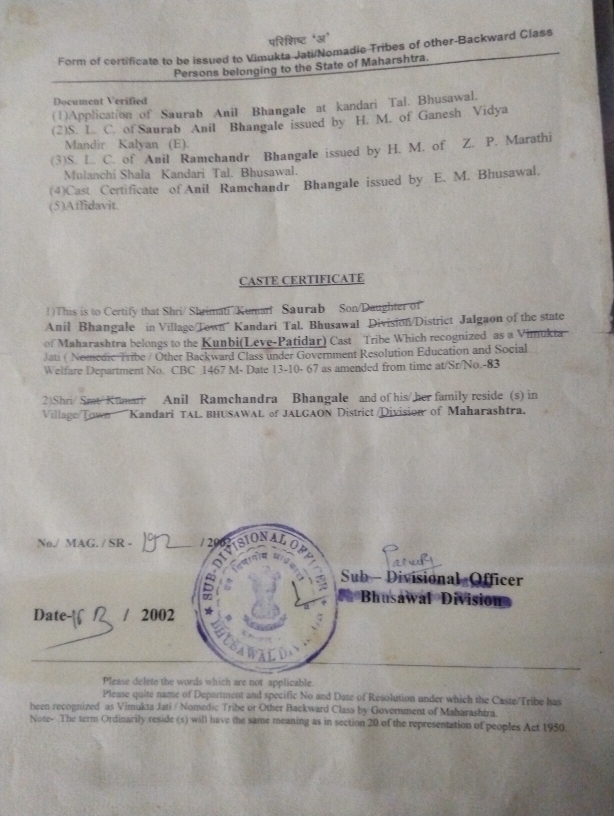 परिशिष्ट 'अ'
Form of certificate to be issued to Vimukta Jati/Nomadie Tribes of other-Backward Class
Persons belonging to the State of Maharshtra.
Document Verified
(1)Application of Saurab Anil Bhangale at kandari Tal. Bhusawal.
(2)S. L. C. of Saurab Anil Bhangale issued by H. M. of Ganesh Vidya
Mandir Kalyan (E).
(3)S. L. C. of Anil Ramchandr Bhangale issued by H. M. of Z. P. Marathi
Mulanchi Shala Kandari Tal. Bhusawal.
(4)Cast Certificate of Anil Ramchandr Bhangale issued by E. M. Bhusawal.
(5)Affidavit.
CASTE CERTIFICATE
1)This is to Certify that Shri/ Shrimati Kumari Saurab Son/Daughter of
Anil Bhangale in Village/Town Kandari Tal. Bhusawal Division/District Jalgaon of the state
of Maharashtra belongs to the Kunbi(Leve-Patidar) Cast Tribe Which recognized as a Vimukta
Jati ( Nomedic Tribe / Other Backward Class under Government Resolution Education and Social
Welfare Department No. CBC 1467 M- Date 13-10- 67 as amended from time at/Sr/No.-83
2)Shri/ Smt Kumari Anil Ramchandra Bhangale and of his/ her family reside (s) in
Village/Town Kandari TAL. BHUSAWAL of JALGAON District /Division of Maharashtra.
No./ MAG. / SR - 192 / 2002
SUB-DIVISIONAL OFFICER
BHUSAWAL
Sub – Divisional Officer
Bhusawal Division
Date- / 2002
Please delete the words which are not applicable.
Please quite name of Department and specific No and Date of Resolution under which the Caste/Tribe has
been recognized as Vimukta Jati / Nomedic Tribe or Other Backward Class by Government of Maharashtra.
Note- The term Ordinarily reside (s) will have the same meaning as in section 20 of the representation of peoples Act 1950.